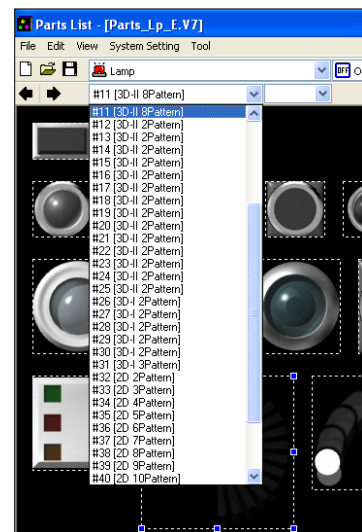 Parts List - [Parts_Lp_E.V7]
File Edit View System Setting Tool
Lamp
OFF O
#11 [3D-II 8Pattern]
#11 [3D-II 8Pattern]
#12 [3D-II 2Pattern]
#13 [3D-II 2Pattern]
#14 [3D-II 2Pattern]
#15 [3D-II 2Pattern]
#16 [3D-II 2Pattern]
#17 [3D-II 2Pattern]
#18 [3D-II 2Pattern]
#19 [3D-II 2Pattern]
#20 [3D-II 2Pattern]
#21 [3D-II 2Pattern]
#22 [3D-II 2Pattern]
#23 [3D-II 2Pattern]
#24 [3D-II 2Pattern]
#25 [3D-II 2Pattern]
#26 [3D-I 2Pattern]
#27 [3D-I 2Pattern]
#28 [3D-I 2Pattern]
#29 [3D-I 2Pattern]
#30 [3D-I 2Pattern]
#31 [3D-I 3Pattern]
#32 [2D 2Pattern]
#33 [2D 3Pattern]
#34 [2D 4Pattern]
#35 [2D 5Pattern]
#36 [2D 6Pattern]
#37 [2D 7Pattern]
#38 [2D 8Pattern]
#39 [2D 9Pattern]
#40 [2D 10Pattern]